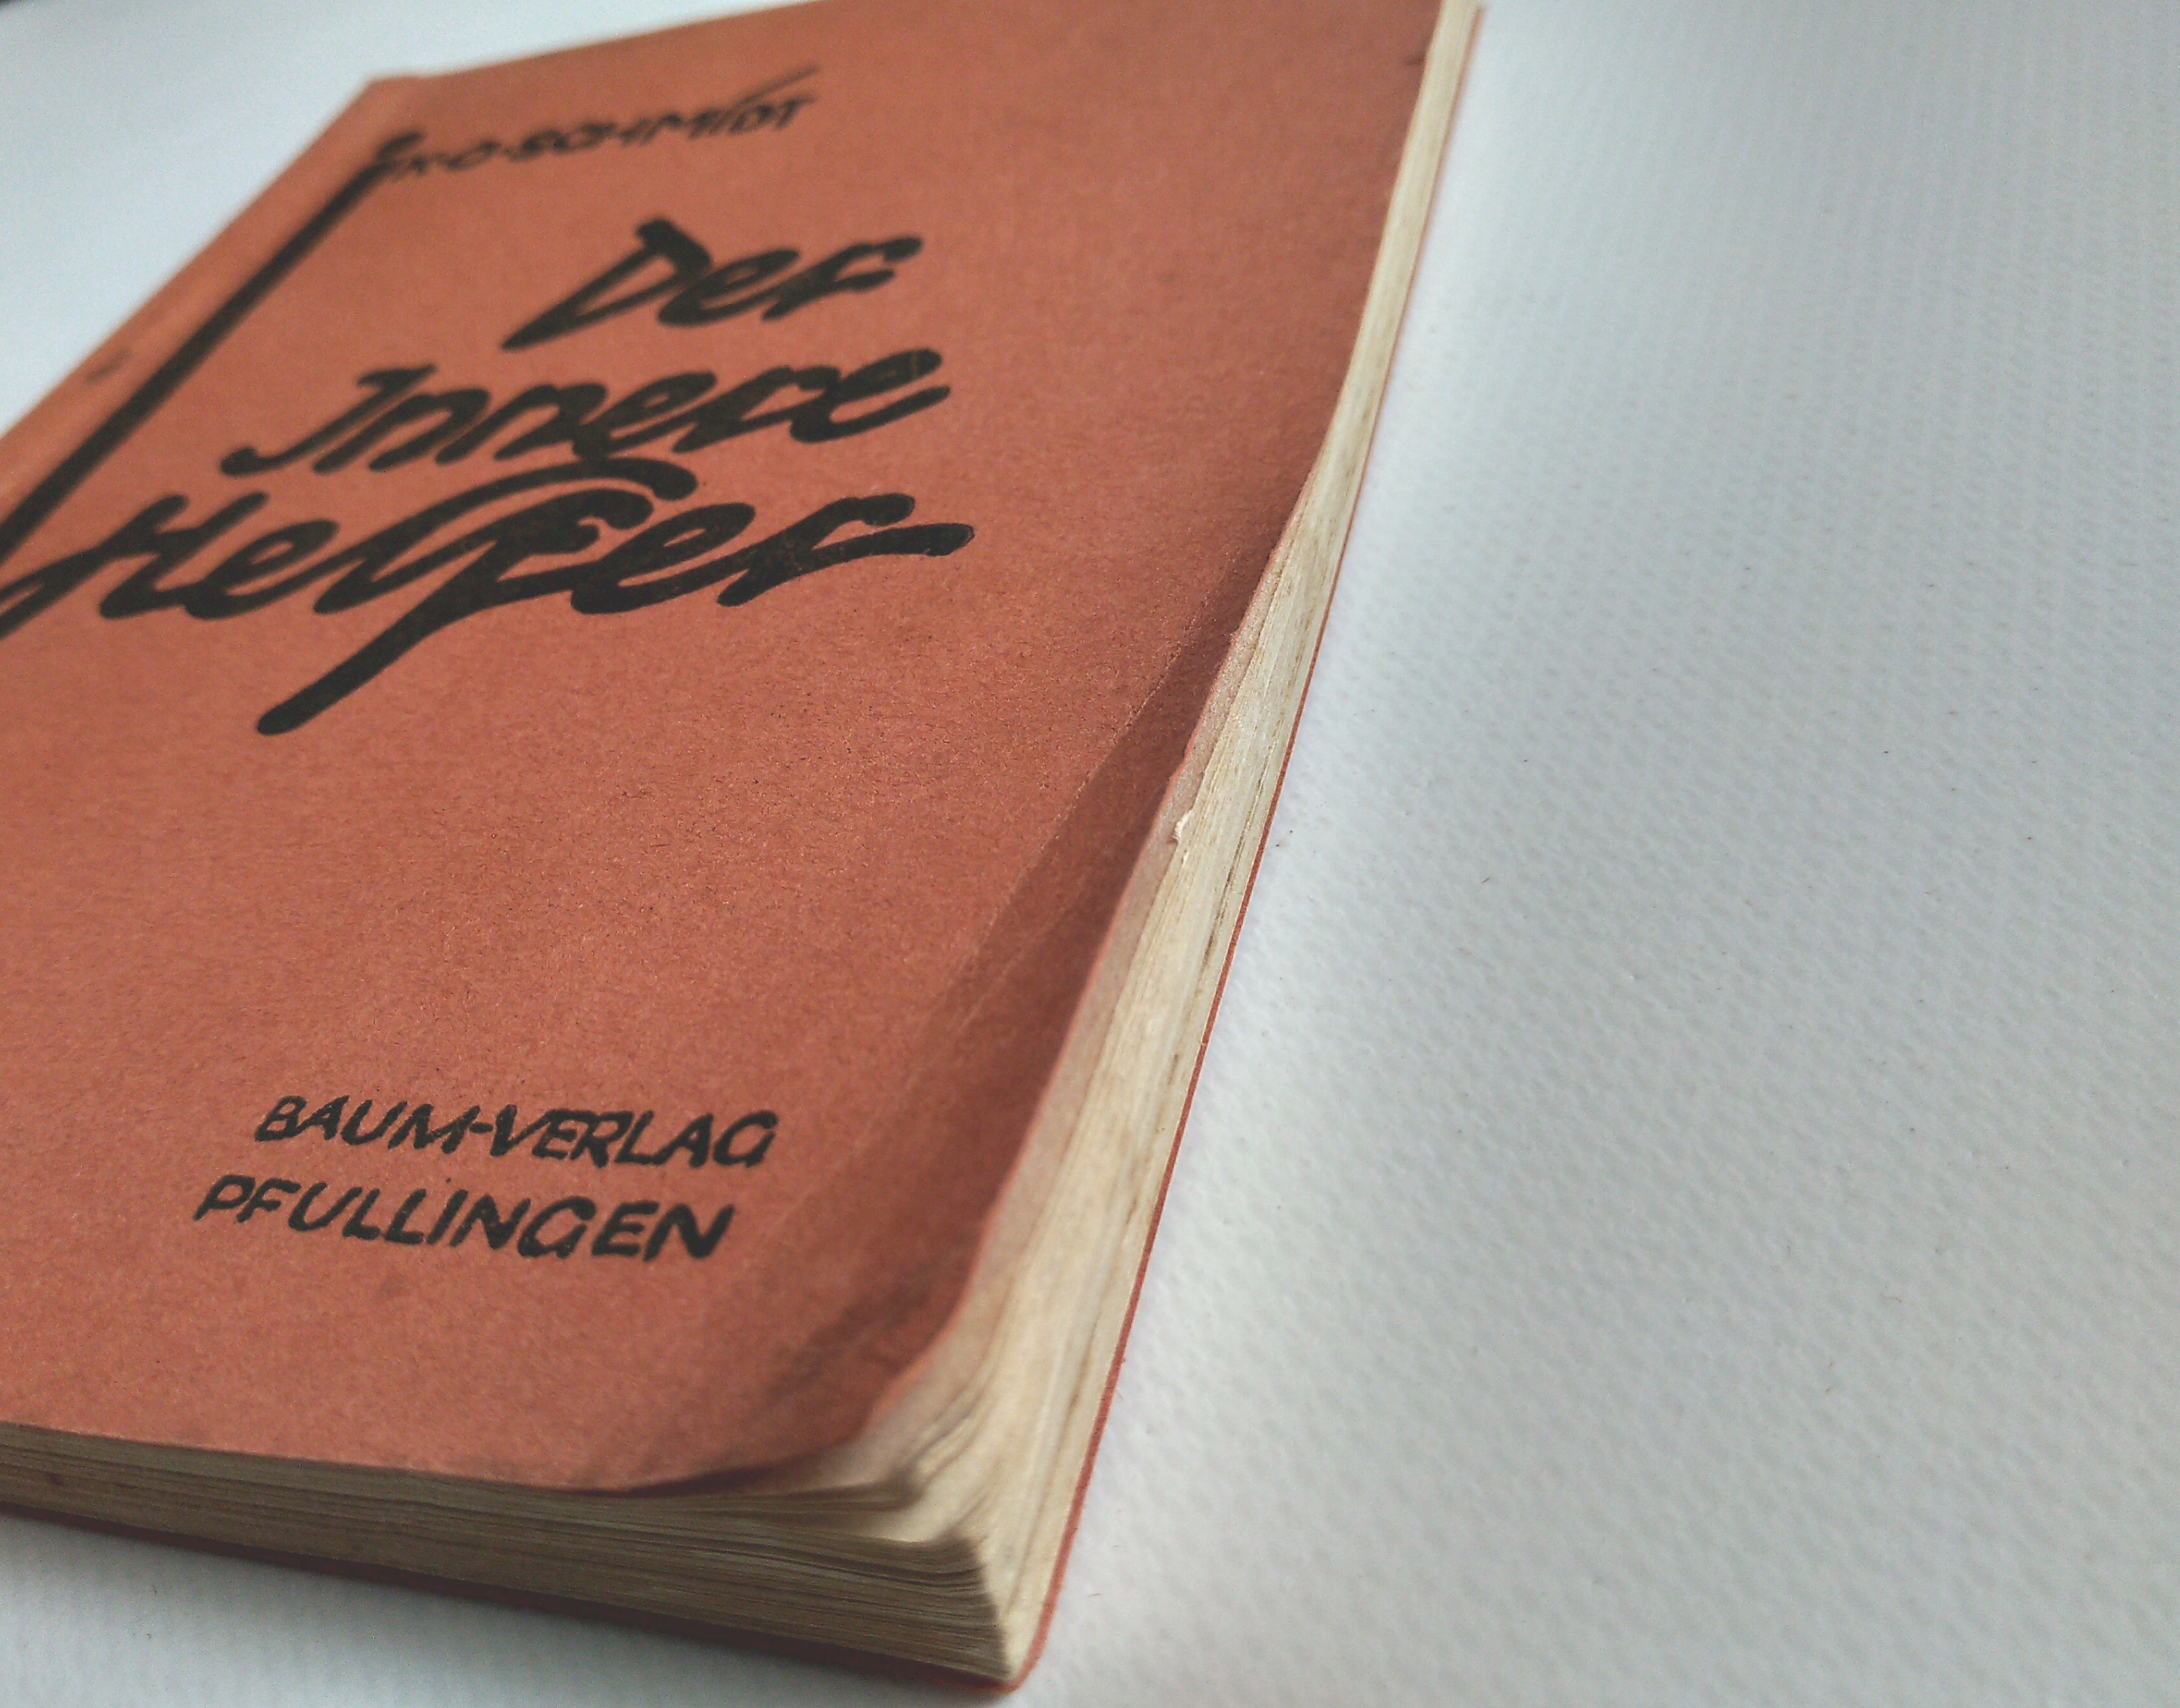 K·O·SCHMIDT
Der
Innere
Helfer
BAUM-VERLAG
PFULLINGEN